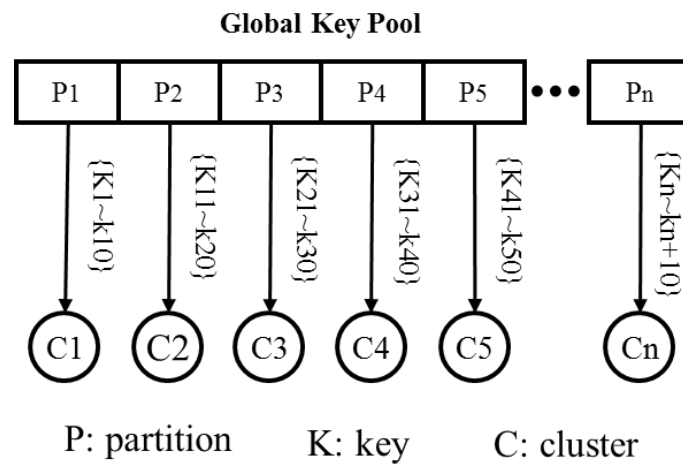 Global Key Pool
P1 P2 P3 P4 P5 ••• Pn
{K1~k10} {K11~k20} {K21~k30} {K31~k40} {K41~k50} {Kn~kn+10}
C1 C2 C3 C4 C5 Cn
P: partition K: key C: cluster